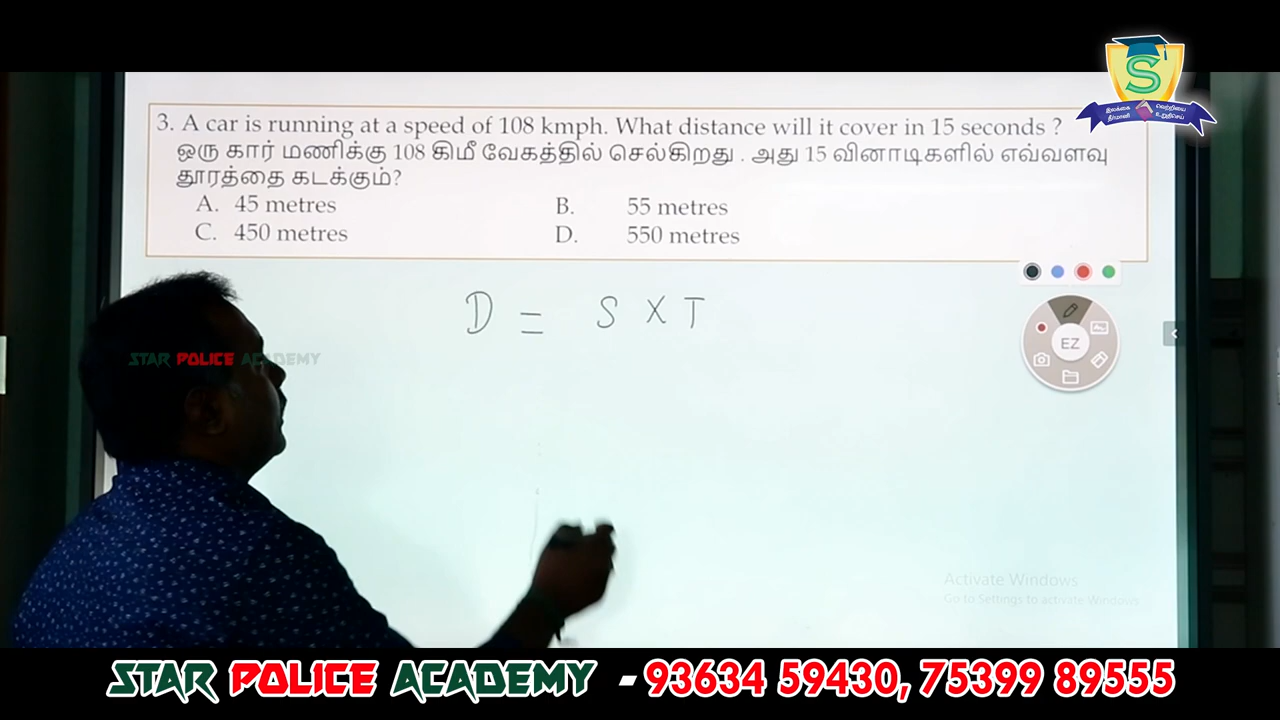 S
இலக்கை
தீர்மானி
வெற்றியை
உறுதிசெய்
3. A car is running at a speed of 108 kmph. What distance will it cover in 15 seconds ?
ஒரு கார் மணிக்கு 108 கிமீ வேகத்தில் செல்கிறது . அது 15 வினாடிகளில் எவ்வளவு
தூரத்தை கடக்கும்?
A. 45 metres B. 55 metres
C. 450 metres D. 550 metres
D = S X T
EZ
STAR POLICE ACADEMY
Activate Windows
Go to Settings to activate Windows.
STAR POLICE ACADEMY - 93634 59430, 75399 89555